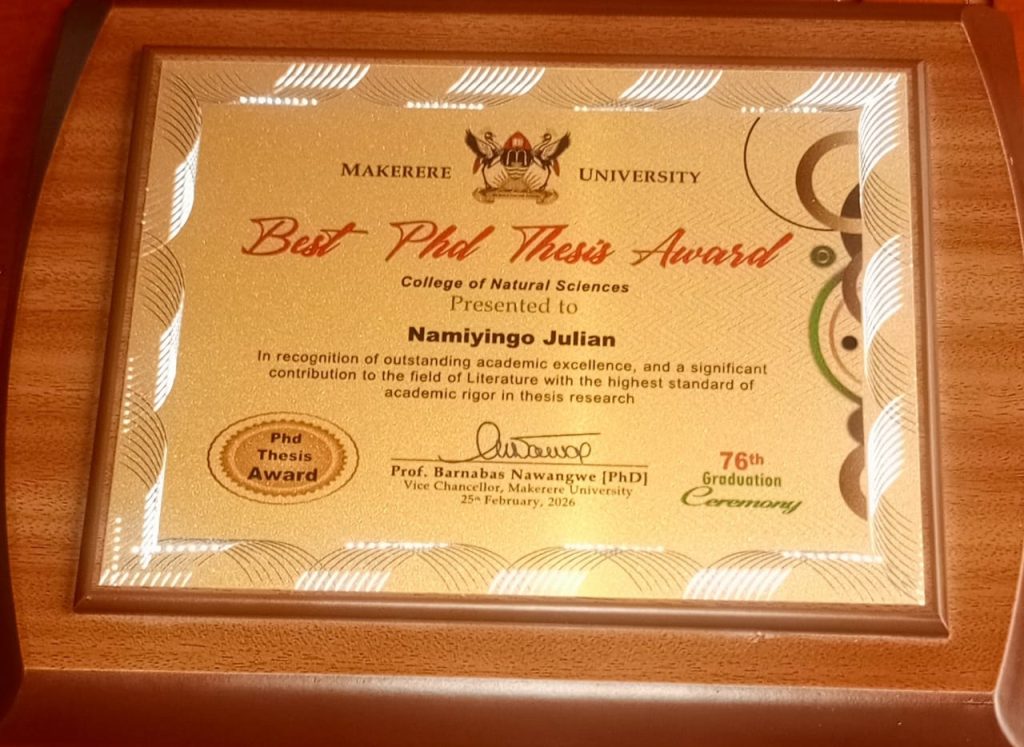 MAKERERE UNIVERSITY
Best Phd Thesis Award
College of Natural Sciences
Presented to
Namiyingo Julian
In recognition of outstanding academic excellence, and a significant
contribution to the field of Literature with the highest standard of
academic rigor in thesis research
Phd
Thesis
Award
Prof. Barnabas Nawangwe [PhD]
Vice Chancellor, Makerere University
25th February, 2026
76th
Graduation
Ceremony